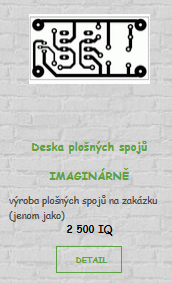 Deska plošných spojů
IMAGINÁRNĚ
výroba plošných spojů na zakázku
(jenom jako)
2 500 IQ
DETAIL